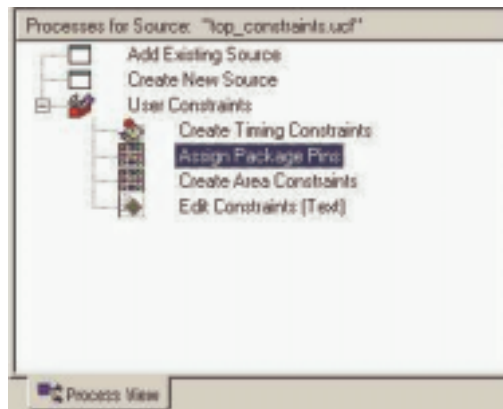 Processes for Source: "top_constraints.ucf"
Add Existing Source
Create New Source
User Constraints
Create Timing Constraints
Assign Package Pins
Create Area Constraints
Edit Constraints (Text)
Process View